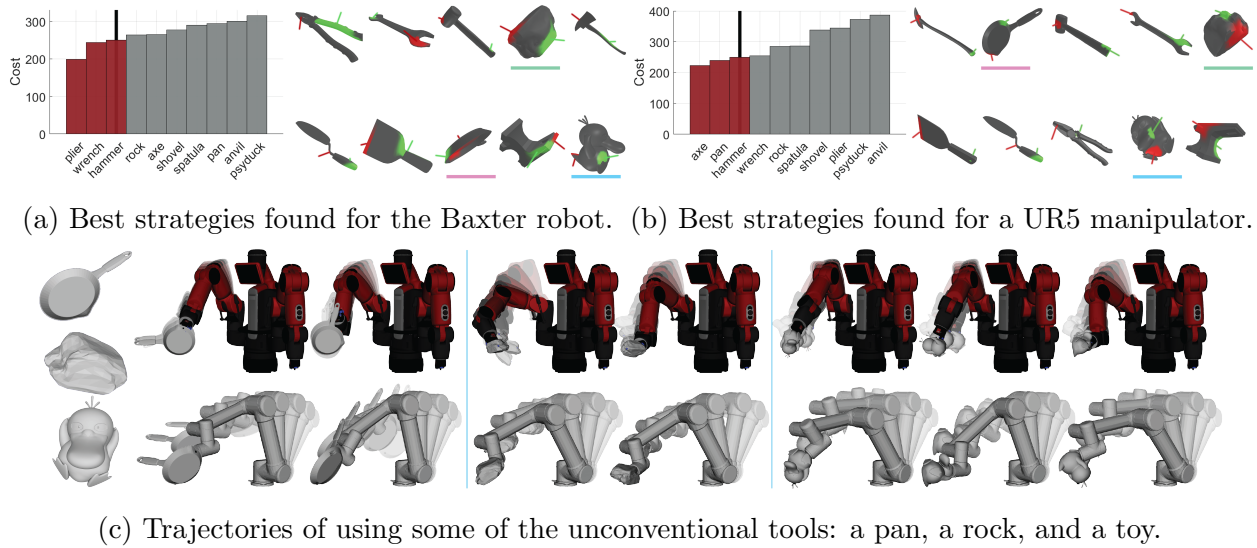 Cost
300
200
100
0
plier
wrench
hammer
rock
axe
shovel
spatula
pan
anvil
psyduck
Cost
400
300
200
100
0
axe
pan
hammer
wrench
rock
spatula
shovel
plier
psyduck
anvil
(a) Best strategies found for the Baxter robot.
(b) Best strategies found for a UR5 manipulator.
(c) Trajectories of using some of the unconventional tools: a pan, a rock, and a toy.